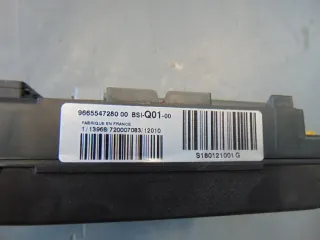 9665547280 00 BSI-Q01-00
FABRIQUE EN FRANCE
1/13968/720007083/12010
S180121001 G